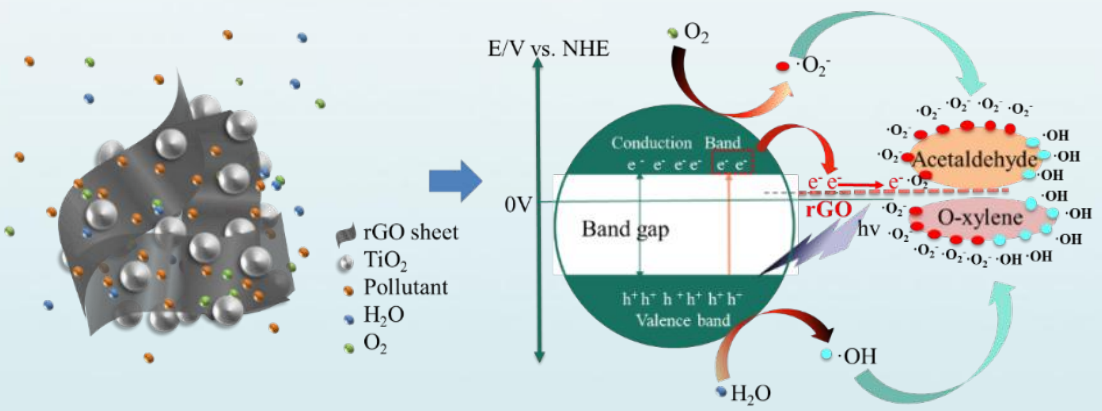 rGO sheet
TiO₂
Pollutant
H₂O
O₂
E/V vs. NHE
0V
O₂
·O₂⁻
Conduction Band
e⁻ e⁻ e⁻e⁻ e⁻ e⁻
Band gap
h⁺h⁺ h⁺h⁺ h⁺h⁺
Valence band
H₂O
·OH
e⁻ e⁻ e⁻
rGO
hν
·O₂⁻ ·O₂⁻ ·O₂⁻ ·O₂⁻ ·O₂⁻
·OH
·O₂⁻ Acetaldehyde ·OH
·O₂ ·OH
·OH
·O₂⁻ O-xylene ·OH
·O₂⁻ ·OH
·O₂⁻ ·O₂⁻ ·O₂⁻ ·OH ·OH